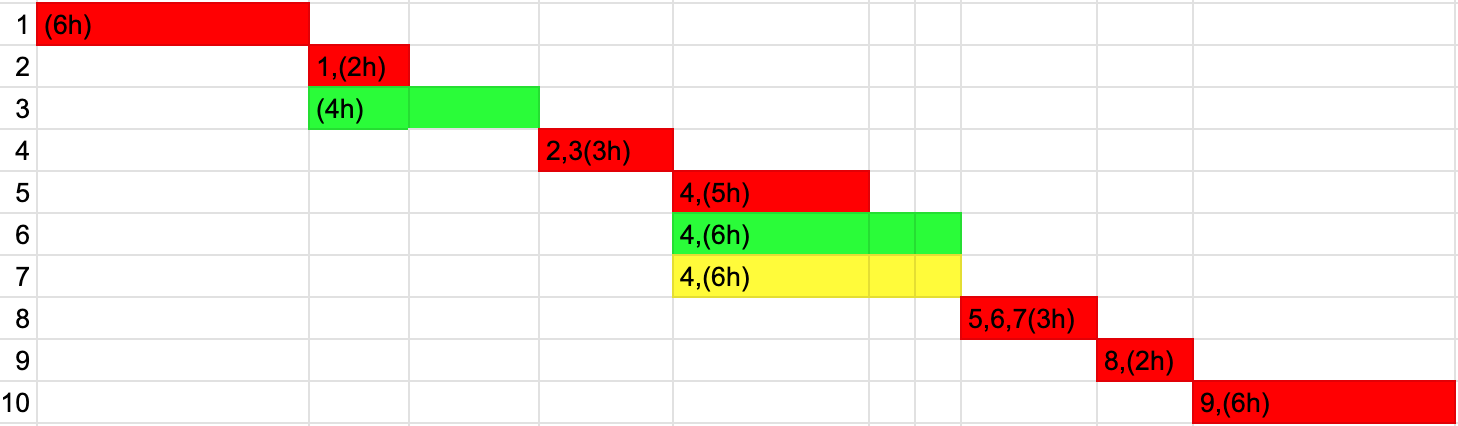 1 (6h)
2 1,(2h)
3 (4h)
4 2,3(3h)
5 4,(5h)
6 4,(6h)
7 4,(6h)
8 5,6,7(3h)
9 8,(2h)
10 9,(6h)